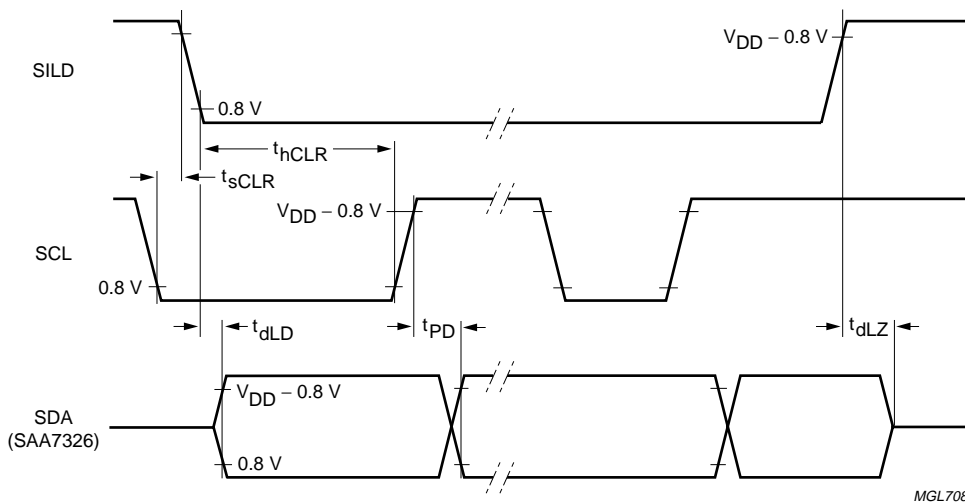 SILD
V_DD – 0.8 V
0.8 V
t_hCLR
t_sCLR
V_DD – 0.8 V
SCL
0.8 V
t_dLD
t_PD
t_dLZ
V_DD – 0.8 V
SDA
(SAA7326)
0.8 V
MGL708